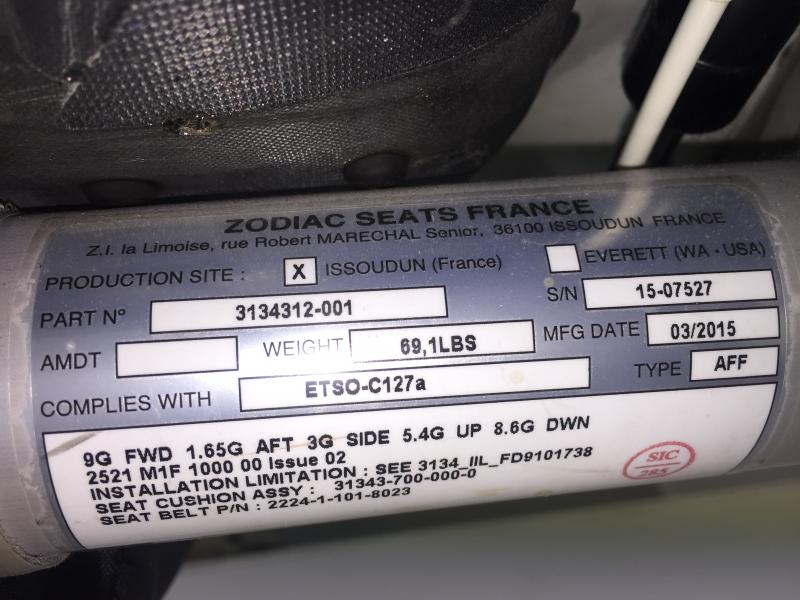 ZODIAC SEATS FRANCE
Z.I. la Limoise, rue Robert MARECHAL Senior, 36100 ISSOUDUN FRANCE
PRODUCTION SITE : X ISSOUDUN (France) EVERETT (WA - USA)
PART Nº 3134312-001 S/N 15-07527
AMDT WEIGHT 69,1LBS MFG DATE 03/2015
COMPLIES WITH ETSO-C127a TYPE AFF
9G FWD 1.65G AFT 3G SIDE 5.4G UP 8.6G DWN
2521 M1F 1000 00 Issue 02
INSTALLATION LIMITATION : SEE 3134_IIL_FD9101738
SEAT CUSHION ASSY : 31343-700-000-0
SEAT BELT P/N : 2224-1-101-8023
SIC
285